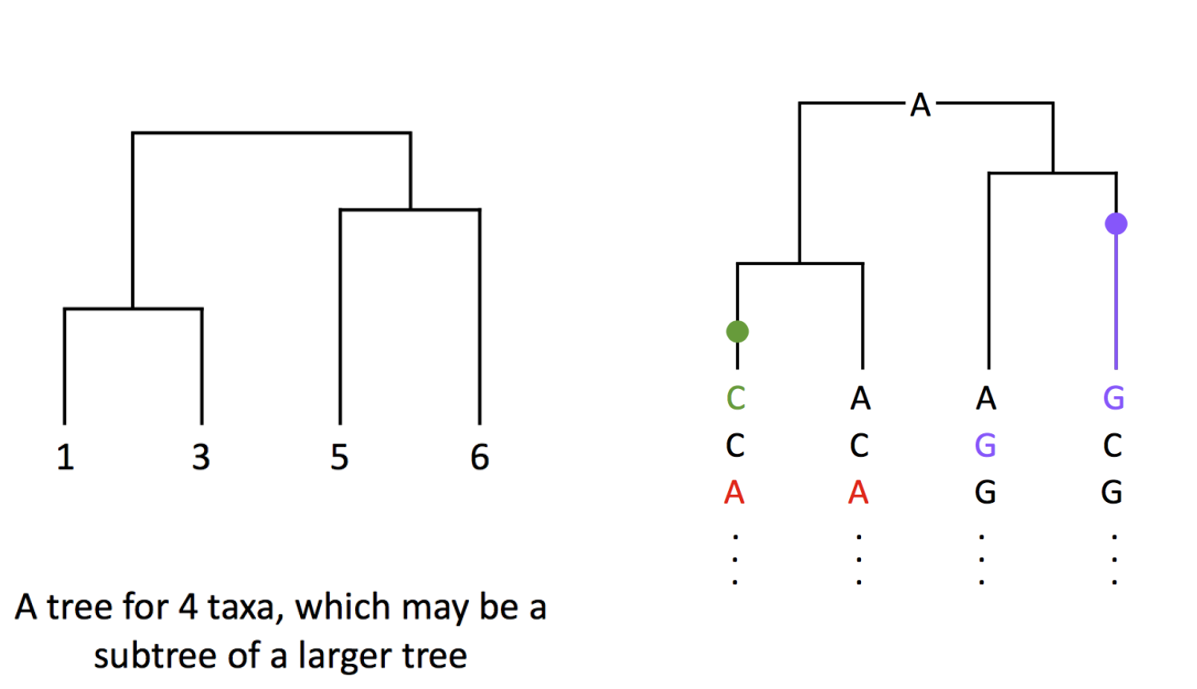 A
1 3 5 6
C A A G
C C G C
A A G G
. . . .
. . . .
. . . .
A tree for 4 taxa, which may be a
subtree of a larger tree